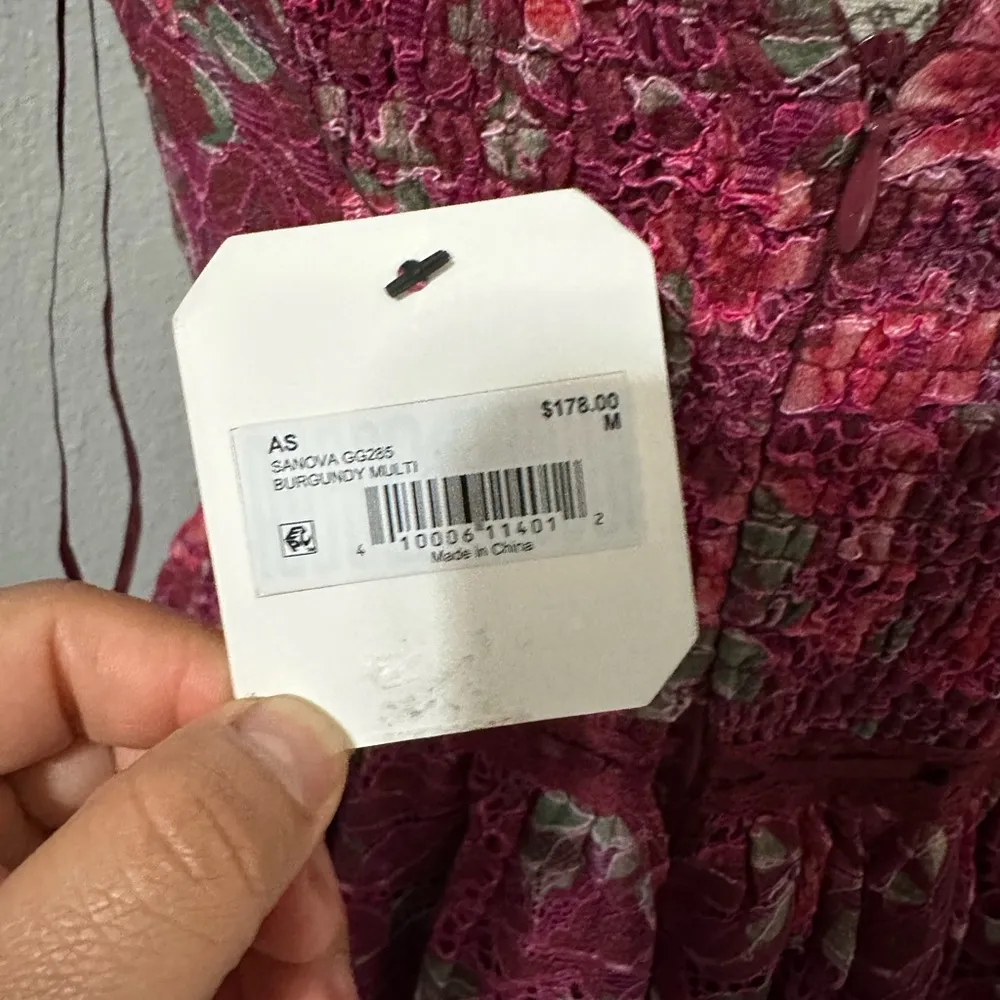 $178.00
AS
M
SANOVA GG285
BURGUNDY MULTI
4 10006 11401 2
Made in China